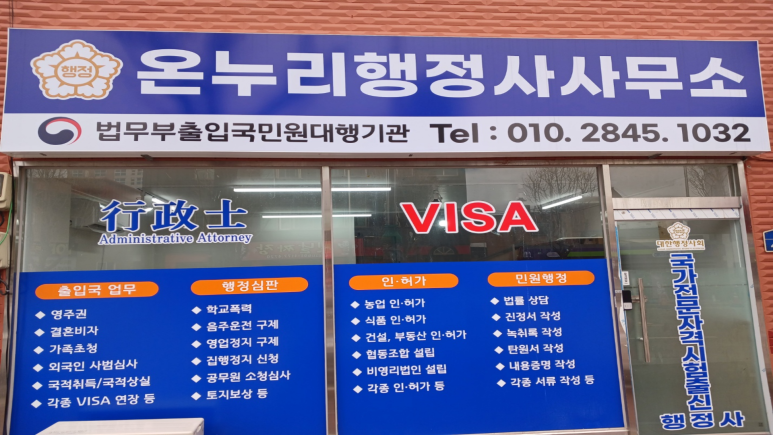 행정
온누리행정사사무소
법무부출입국민원대행기관 Tel : 010. 2845. 1032
行政士
Administrative Attorney
VISA
출입국 업무
◆ 영주권
◆ 결혼비자
◆ 가족초청
◆ 외국인 사범심사
◆ 국적취득/국적상실
◆ 각종 VISA 연장 등
행정심판
◆ 학교폭력
◆ 음주운전 구제
◆ 영업정지 구제
◆ 집행정지 신청
◆ 공무원 소청심사
◆ 토지보상 등
인·허가
◆ 농업 인·허가
◆ 식품 인·허가
◆ 건설, 부동산 인·허가
◆ 협동조합 설립
◆ 비영리법인 설립
◆ 각종 인·허가 등
민원행정
◆ 법률 상담
◆ 진정서 작성
◆ 녹취록 작성
◆ 탄원서 작성
◆ 내용증명 작성
◆ 각종 서류 작성 등
대한행정사회
국가전문자격시험출신
행정사